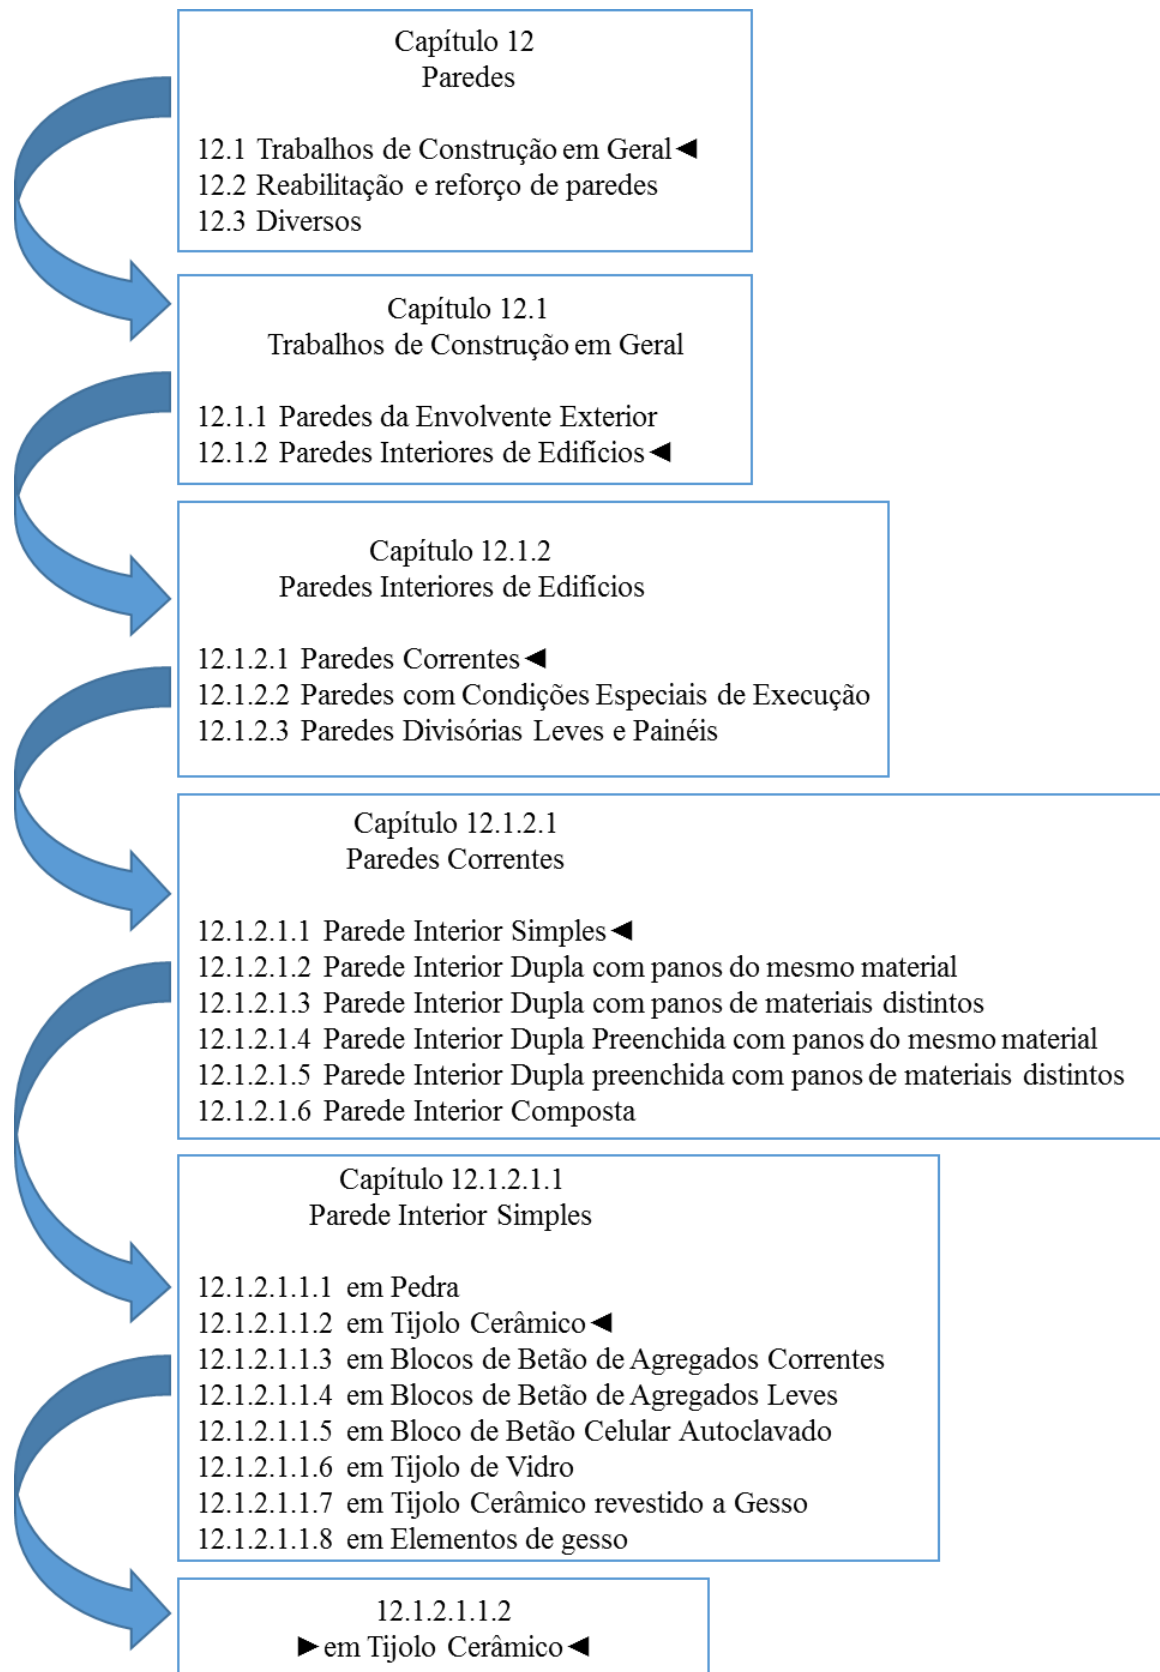 Capítulo 12
Paredes
12.1 Trabalhos de Construção em Geral◄
12.2 Reabilitação e reforço de paredes
12.3 Diversos
Capítulo 12.1
Trabalhos de Construção em Geral
12.1.1 Paredes da Envolvente Exterior
12.1.2 Paredes Interiores de Edifícios◄
Capítulo 12.1.2
Paredes Interiores de Edifícios
12.1.2.1 Paredes Correntes◄
12.1.2.2 Paredes com Condições Especiais de Execução
12.1.2.3 Paredes Divisórias Leves e Painéis
Capítulo 12.1.2.1
Paredes Correntes
12.1.2.1.1 Parede Interior Simples◄
12.1.2.1.2 Parede Interior Dupla com panos do mesmo material
12.1.2.1.3 Parede Interior Dupla com panos de materiais distintos
12.1.2.1.4 Parede Interior Dupla Preenchida com panos do mesmo material
12.1.2.1.5 Parede Interior Dupla preenchida com panos de materiais distintos
12.1.2.1.6 Parede Interior Composta
Capítulo 12.1.2.1.1
Parede Interior Simples
12.1.2.1.1.1 em Pedra
12.1.2.1.1.2 em Tijolo Cerâmico◄
12.1.2.1.1.3 em Blocos de Betão de Agregados Correntes
12.1.2.1.1.4 em Blocos de Betão de Agregados Leves
12.1.2.1.1.5 em Bloco de Betão Celular Autoclavado
12.1.2.1.1.6 em Tijolo de Vidro
12.1.2.1.1.7 em Tijolo Cerâmico revestido a Gesso
12.1.2.1.1.8 em Elementos de gesso
12.1.2.1.1.2
►em Tijolo Cerâmico◄